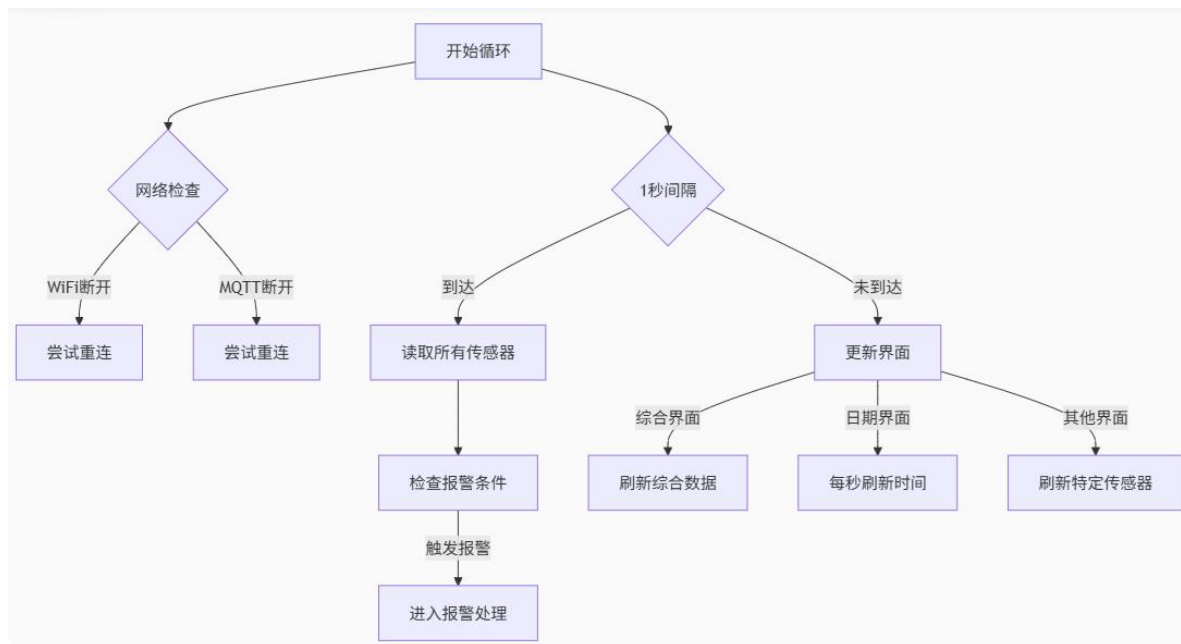 开始循环
网络检查
1秒间隔
WiFi断开
MQTT断开
到达
未到达
尝试重连
尝试重连
读取所有传感器
更新界面
综合界面
日期界面
其他界面
检查报警条件
刷新综合数据
每秒刷新时间
刷新特定传感器
触发报警
进入报警处理